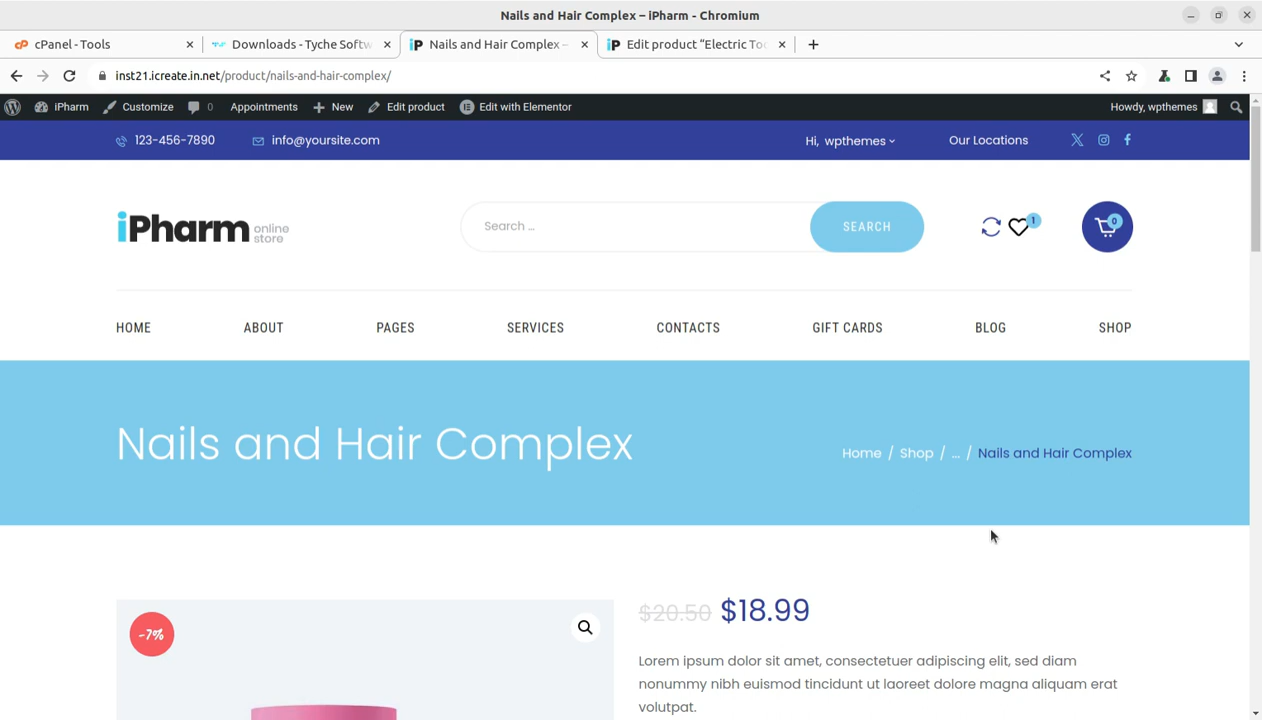 Nails and Hair Complex – iPharm - Chromium
cPanel - Tools
Downloads - Tyche Softw
Nails and Hair Complex –
Edit product “Electric Too
inst21.icreate.in.net/product/nails-and-hair-complex/
iPharm
Customize
0
Appointments
New
Edit product
Edit with Elementor
Howdy, wpthemes
123-456-7890
info@yoursite.com
Hi, wpthemes
Our Locations
iPharm online store
Search ...
SEARCH
1
0
HOME
ABOUT
PAGES
SERVICES
CONTACTS
GIFT CARDS
BLOG
SHOP
Nails and Hair Complex
Home / Shop / ... / Nails and Hair Complex
-7%
$20.50 $18.99
Lorem ipsum dolor sit amet, consectetuer adipiscing elit, sed diam
nonummy nibh euismod tincidunt ut laoreet dolore magna aliquam erat
volutpat.